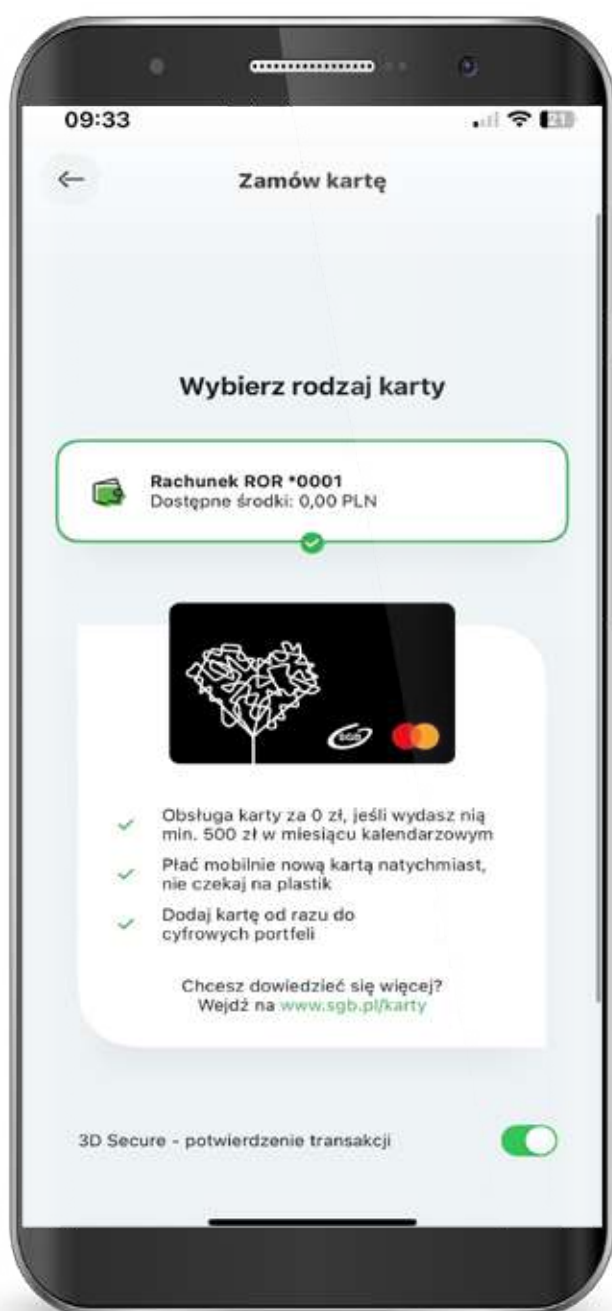 09:33
21
Zamów kartę
Wybierz rodzaj karty
Rachunek ROR *0001
Dostępne środki: 0,00 PLN
SGB
Obsługa karty za 0 zł, jeśli wydasz nią
min. 500 zł w miesiącu kalendarzowym
Płać mobilnie nową kartą natychmiast,
nie czekaj na plastik
Dodaj kartę od razu do
cyfrowych portfeli
Chcesz dowiedzieć się więcej?
Wejdź na www.sgb.pl/karty
3D Secure - potwierdzenie transakcji